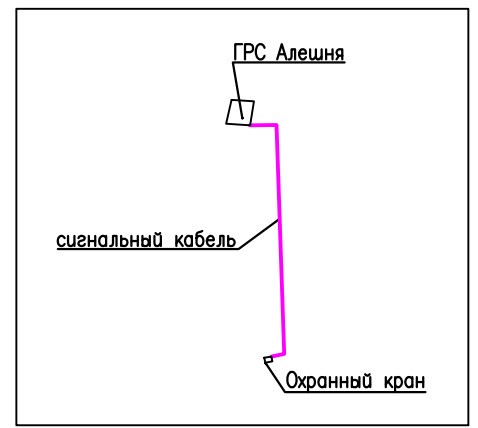 ГРС Алешня
сигнальный кабель
Охранный кран